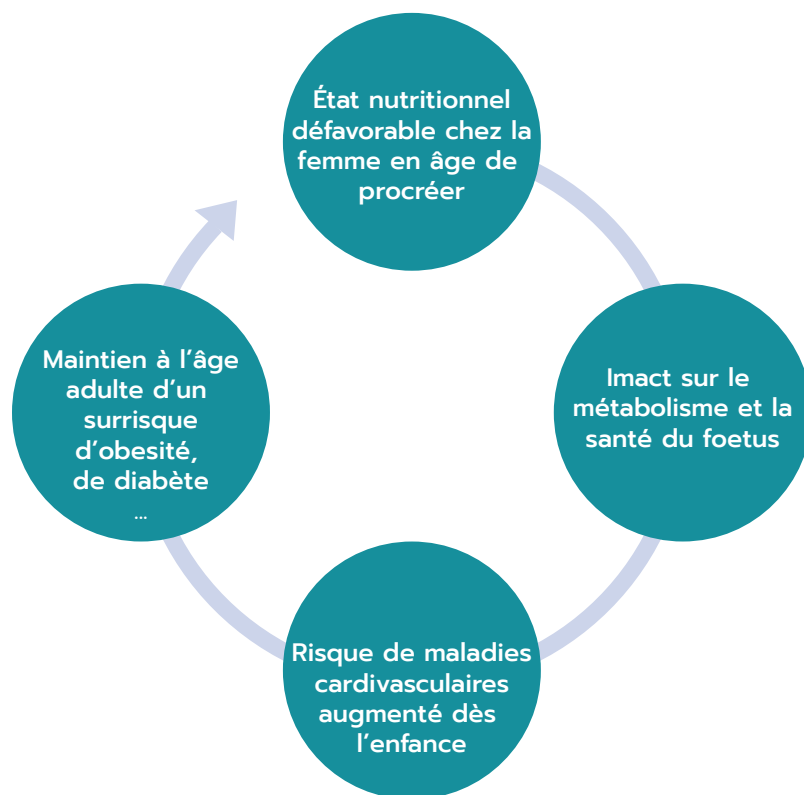 État nutritionnel
défavorable chez la
femme en âge de
procréer
Imact sur le
métabolisme et la
santé du foetus
Risque de maladies
cardivasculaires
augmenté dès
l'enfance
Maintien à l'âge
adulte d'un
surrisque
d'obesité,
de diabète
...